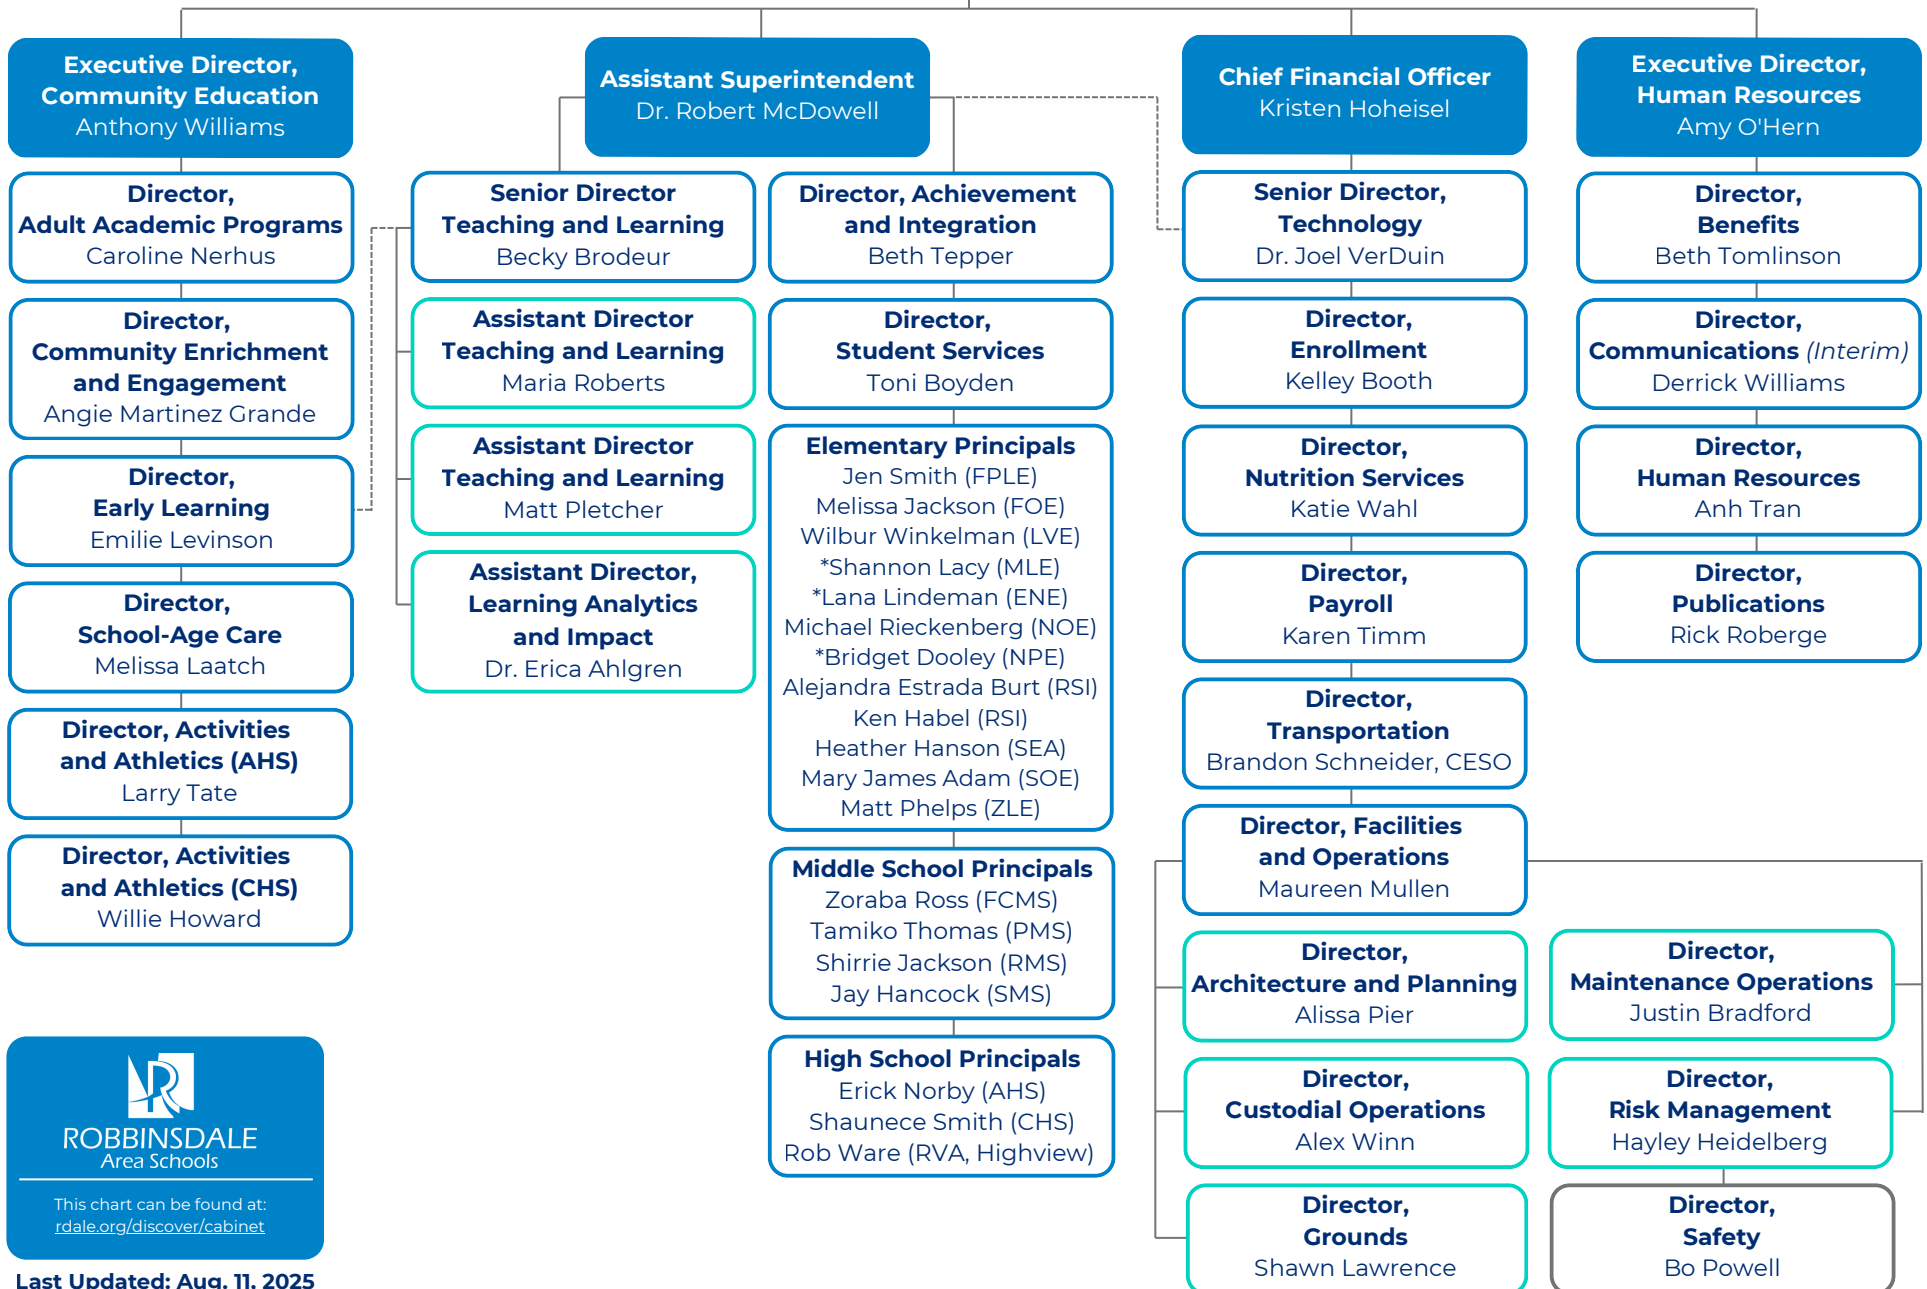 Executive Director,
Community Education
Anthony Williams
Director,
Adult Academic Programs
Caroline Nerhus
Director,
Community Enrichment
and Engagement
Angie Martinez Grande
Director,
Early Learning
Emilie Levinson
Director,
School-Age Care
Melissa Laatch
Director, Activities
and Athletics (AHS)
Larry Tate
Director, Activities
and Athletics (CHS)
Willie Howard
Assistant Superintendent
Dr. Robert McDowell
Senior Director
Teaching and Learning
Becky Brodeur
Assistant Director
Teaching and Learning
Maria Roberts
Assistant Director
Teaching and Learning
Matt Pletcher
Assistant Director,
Learning Analytics
and Impact
Dr. Erica Ahlgren
Director, Achievement
and Integration
Beth Tepper
Director,
Student Services
Toni Boyden
Elementary Principals
Jen Smith (FPLE)
Melissa Jackson (FOE)
Wilbur Winkelman (LVE)
*Shannon Lacy (MLE)
*Lana Lindeman (ENE)
Michael Rieckenberg (NOE)
*Bridget Dooley (NPE)
Alejandra Estrada Burt (RSI)
Ken Habel (RSI)
Heather Hanson (SEA)
Mary James Adam (SOE)
Matt Phelps (ZLE)
Middle School Principals
Zoraba Ross (FCMS)
Tamiko Thomas (PMS)
Shirrie Jackson (RMS)
Jay Hancock (SMS)
High School Principals
Erick Norby (AHS)
Shaunece Smith (CHS)
Rob Ware (RVA, Highview)
Chief Financial Officer
Kristen Hoheisel
Senior Director,
Technology
Dr. Joel VerDuin
Director,
Enrollment
Kelley Booth
Director,
Nutrition Services
Katie Wahl
Director,
Payroll
Karen Timm
Director,
Transportation
Brandon Schneider, CESO
Director, Facilities
and Operations
Maureen Mullen
Director,
Architecture and Planning
Alissa Pier
Director,
Custodial Operations
Alex Winn
Director,
Grounds
Shawn Lawrence
Director,
Maintenance Operations
Justin Bradford
Director,
Risk Management
Hayley Heidelberg
Director,
Safety
Bo Powell
Executive Director,
Human Resources
Amy O'Hern
Director,
Benefits
Beth Tomlinson
Director,
Communications (Interim)
Derrick Williams
Director,
Human Resources
Anh Tran
Director,
Publications
Rick Roberge
R
ROBBINSDALE
Area Schools
This chart can be found at:
rdale.org/discover/cabinet
Last Updated: Aug. 11, 2025